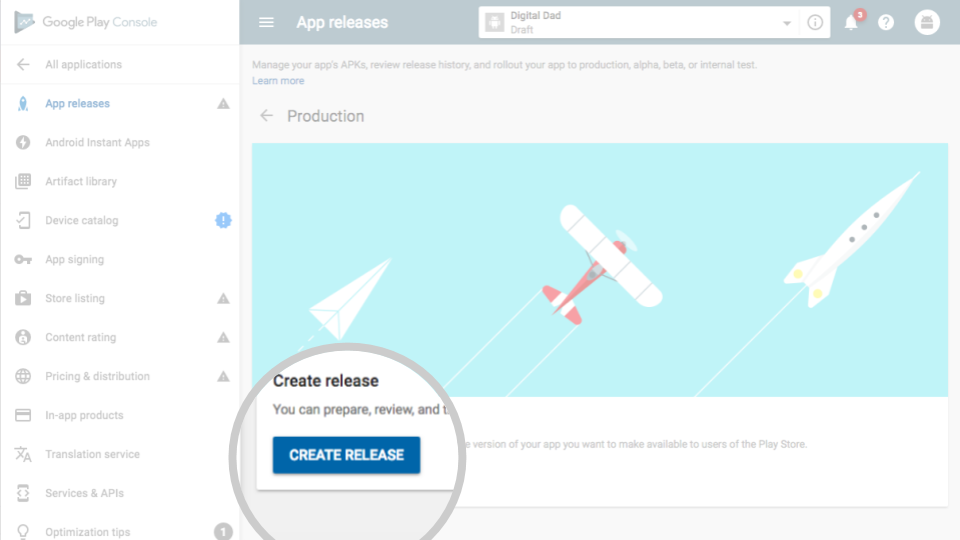 Google Play Console
App releases
Digital Dad
Draft
3
All applications
Manage your app's APKs, review release history, and rollout your app to production, alpha, beta, or internal test.
Learn more
App releases
Production
Android Instant Apps
Artifact library
Device catalog
App signing
Store listing
Content rating
Pricing & distribution
In-app products
Translation service
Services & APIs
Optimization tips
1
Create release
You can prepare, review, and
e version of your app you want to make available to users of the Play Store.
CREATE RELEASE